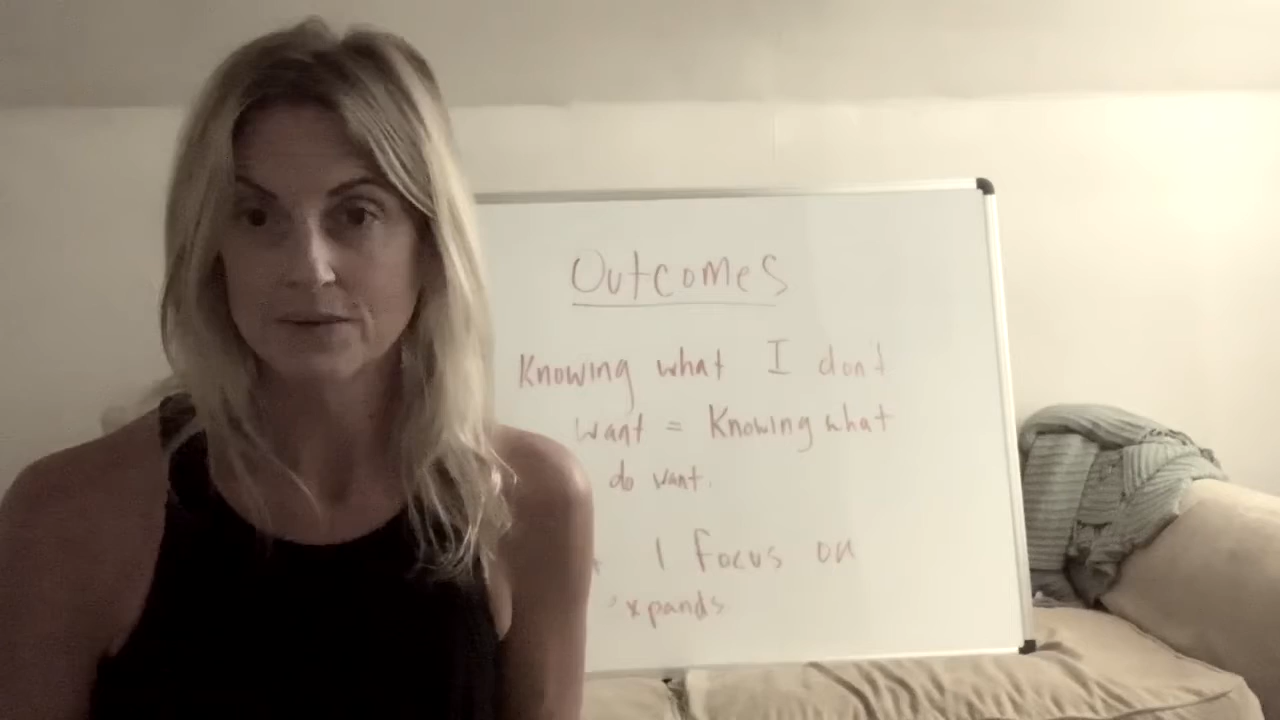 Outcomes
Knowing what I don't
want = Knowing what
do want.
I focus on
xpands